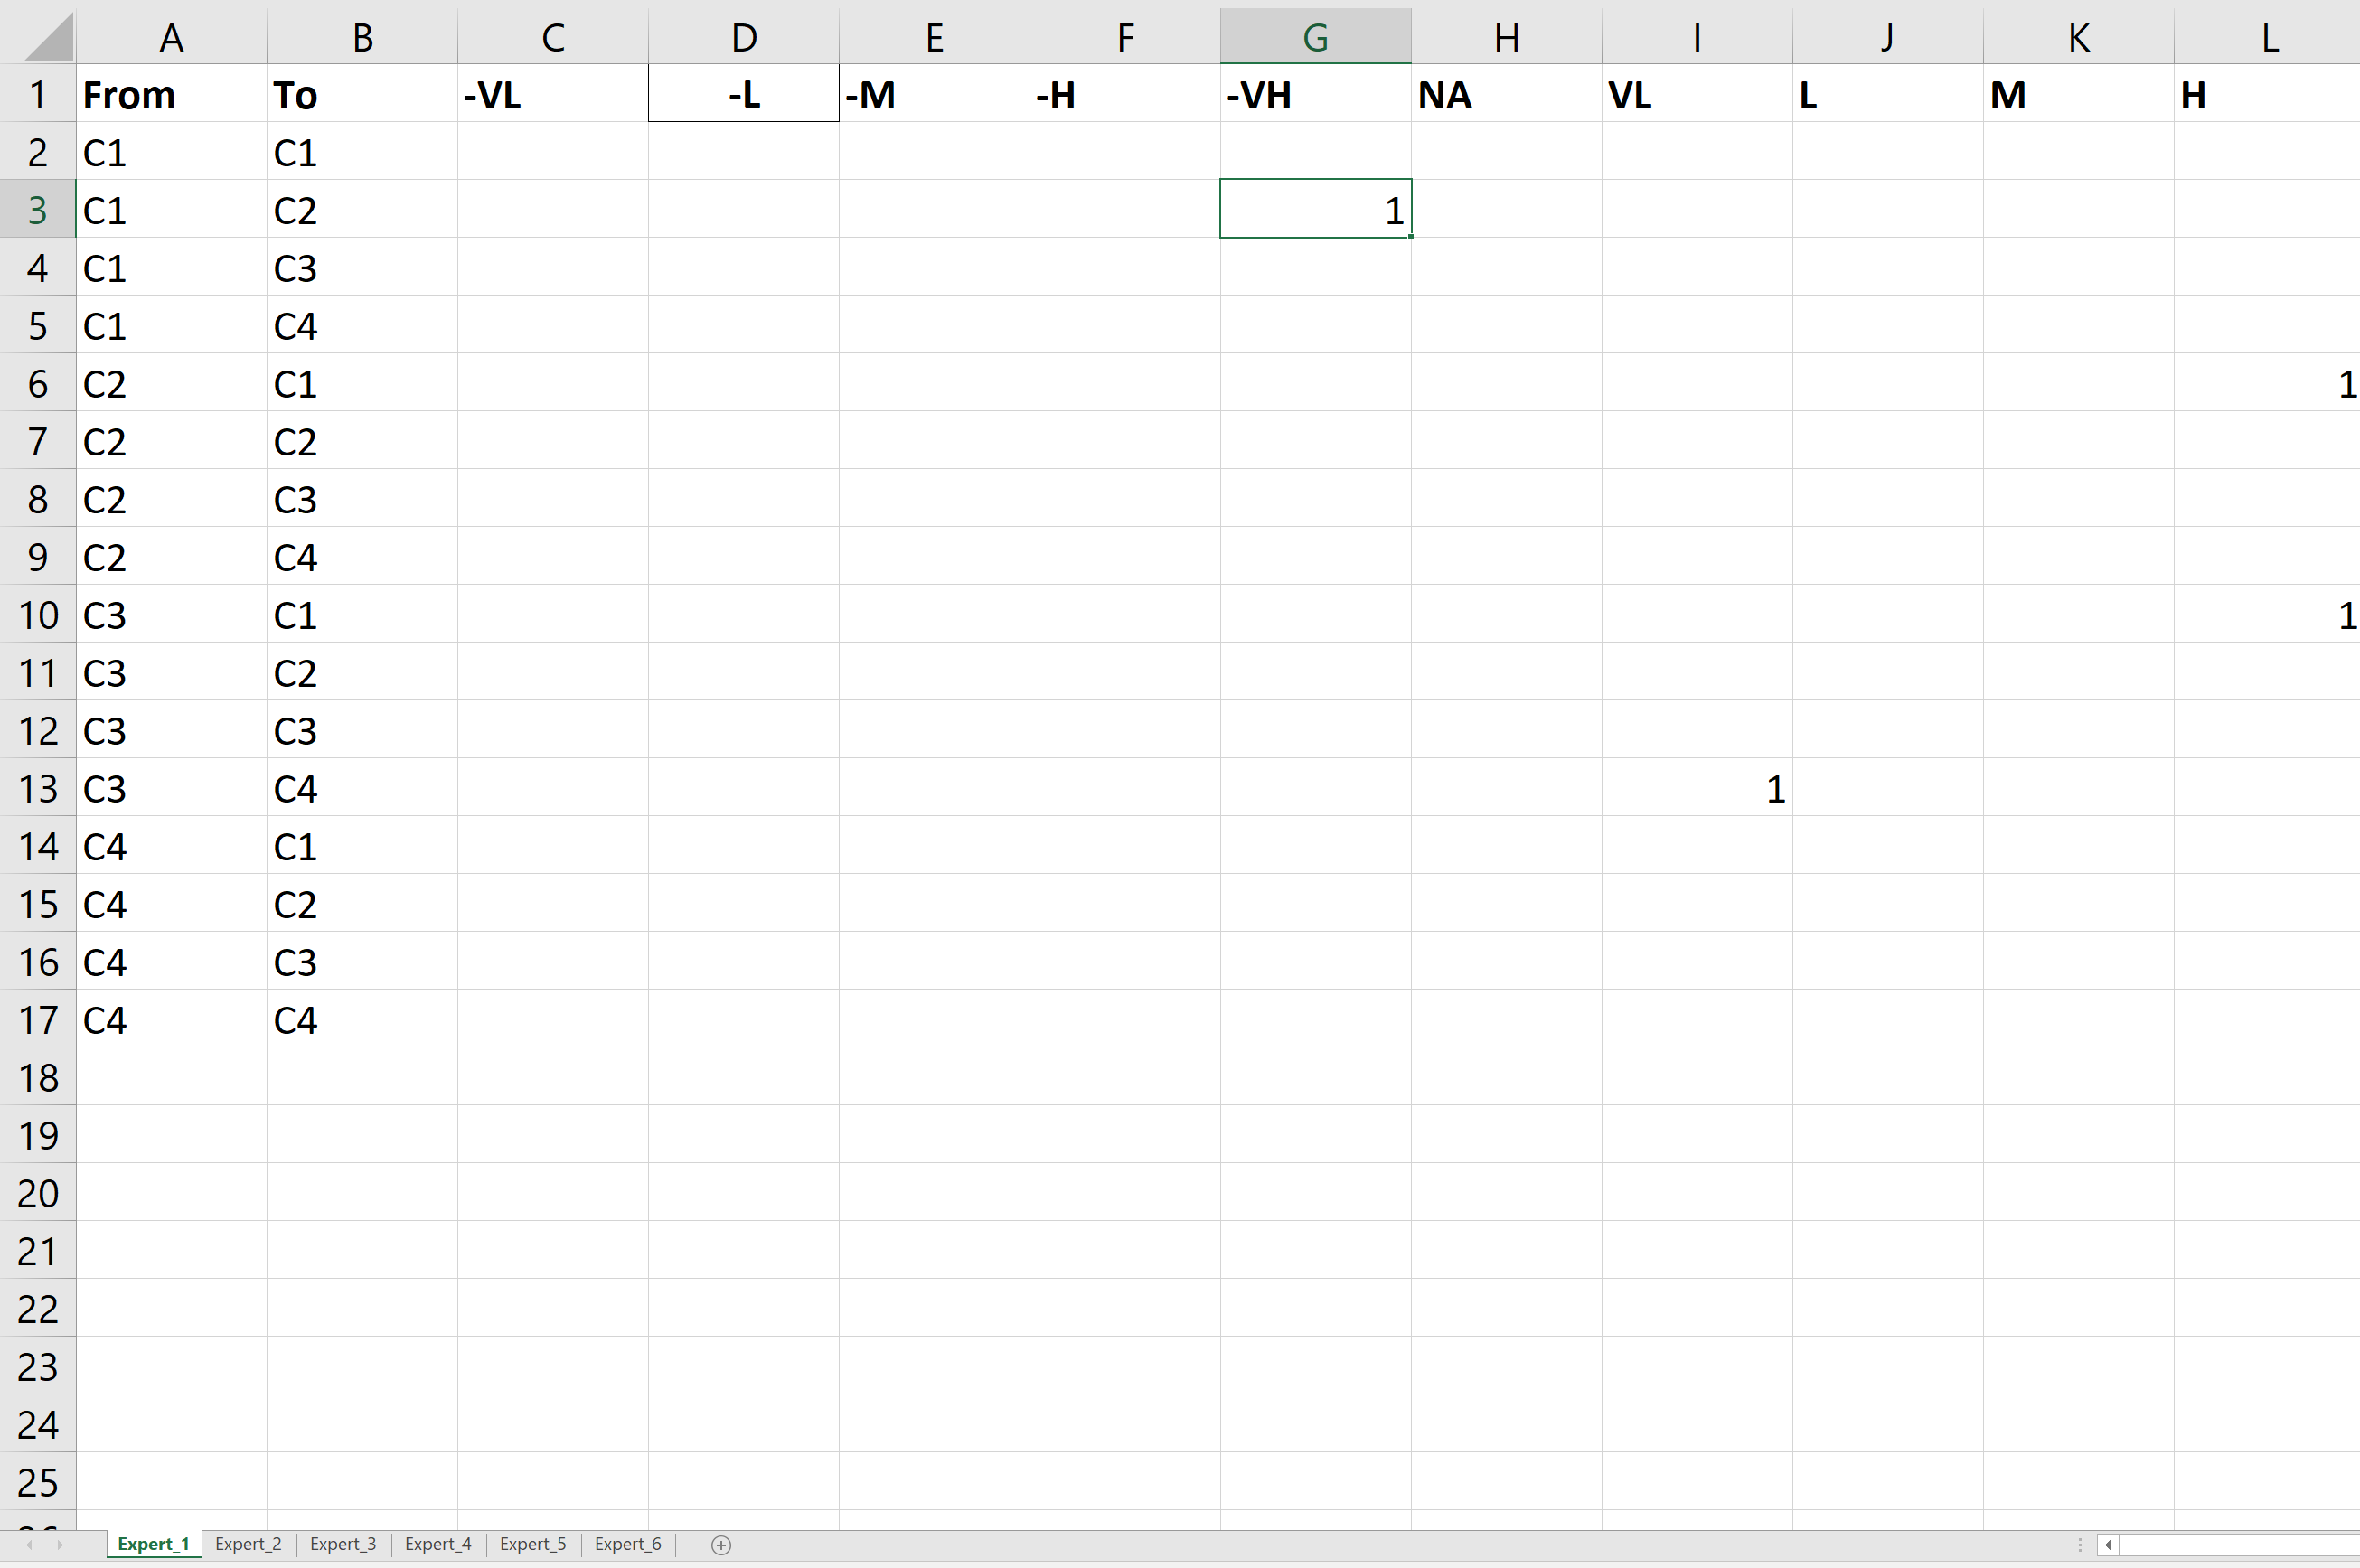 A B C D E F G H I J K L
1 From To -VL -L -M -H -VH NA VL L M H
2 C1 C1
3 C1 C2 1
4 C1 C3
5 C1 C4
6 C2 C1 1
7 C2 C2
8 C2 C3
9 C2 C4
10 C3 C1 1
11 C3 C2
12 C3 C3
13 C3 C4 1
14 C4 C1
15 C4 C2
16 C4 C3
17 C4 C4
18
19
20
21
22
23
24
25
Expert_1 Expert_2 Expert_3 Expert_4 Expert_5 Expert_6